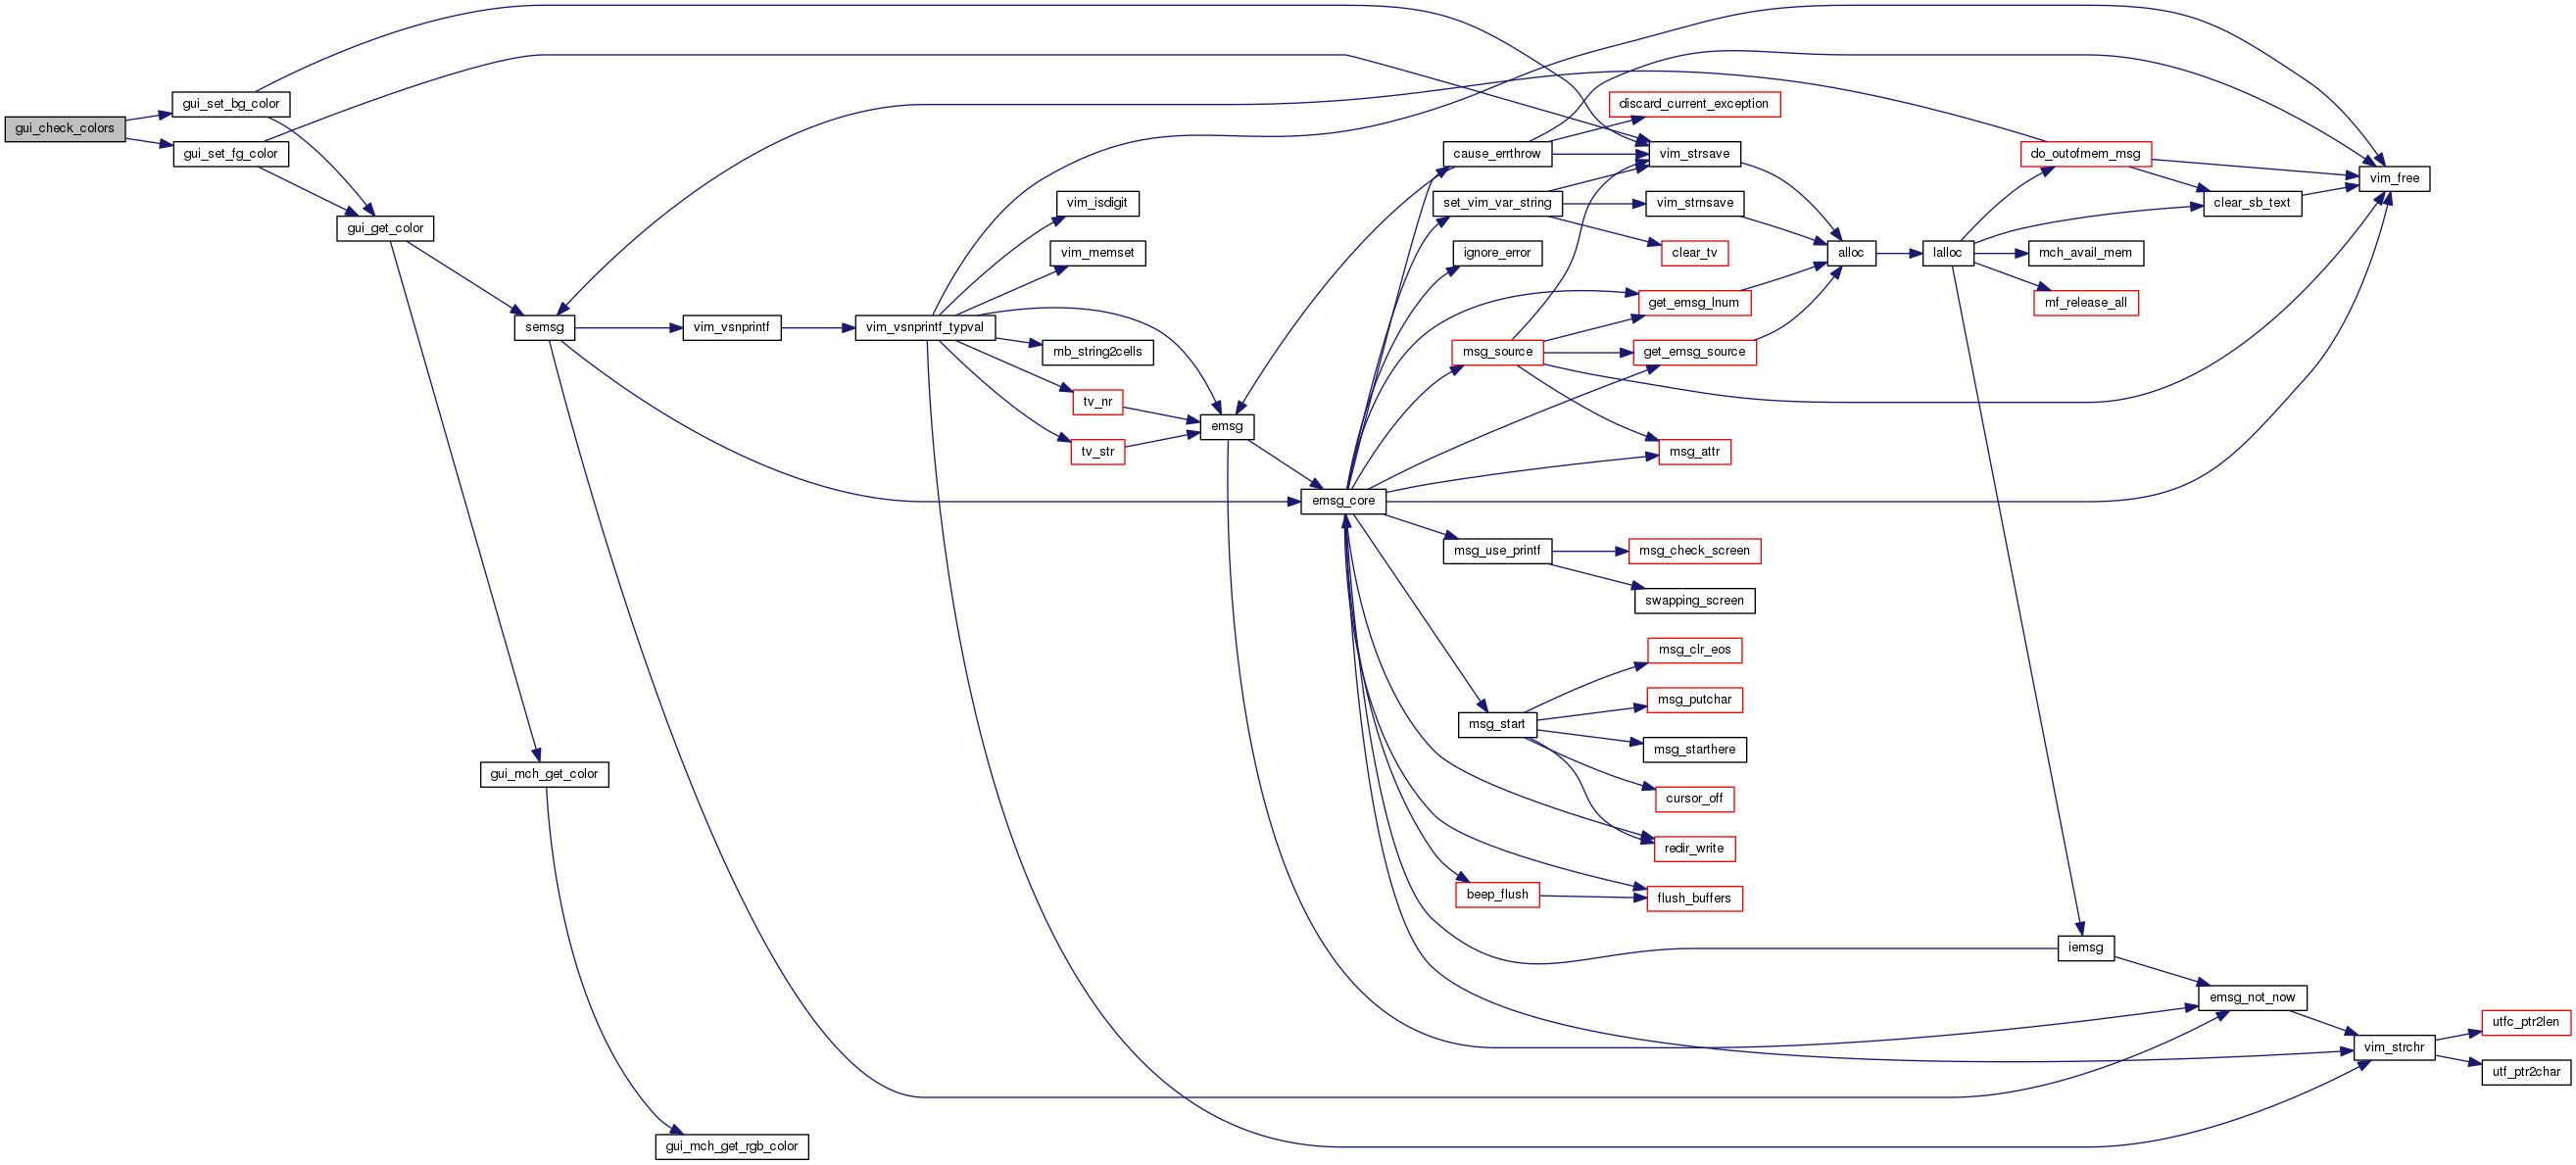 gui_check_colors
gui_set_bg_color
gui_set_fg_color
gui_get_color
semsg
gui_mch_get_color
gui_mch_get_rgb_color
vim_vsnprintf
vim_vsnprintf_typval
vim_isdigit
vim_memset
mb_string2cells
tv_nr
tv_str
emsg
emsg_core
cause_errthrow
set_vim_var_string
ignore_error
msg_source
msg_use_printf
msg_start
beep_flush
discard_current_exception
vim_strsave
vim_strnsave
clear_tv
get_emsg_lnum
get_emsg_source
msg_attr
msg_check_screen
swapping_screen
msg_clr_eos
msg_putchar
msg_starthere
cursor_off
redir_write
flush_buffers
alloc
lalloc
do_outofmem_msg
clear_sb_text
mch_avail_mem
mf_release_all
vim_free
iemsg
emsg_not_now
vim_strchr
utfc_ptr2len
utf_ptr2char